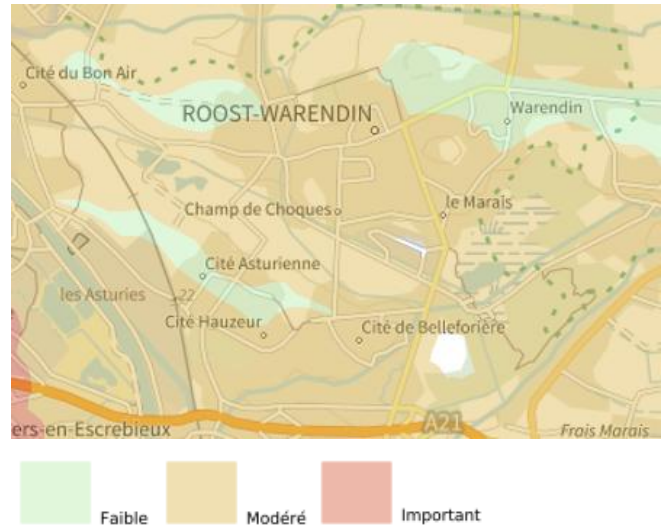 Cité du Bon Air
ROOST-WARENDIN
Warendin
Champ de Choques
le Marais
Cité Asturienne
les Asturies
22
Cité Hauzeur
Cité de Belleforière
A21
ers-en-Escrebieux
Frais Marais
Faible Modéré Important